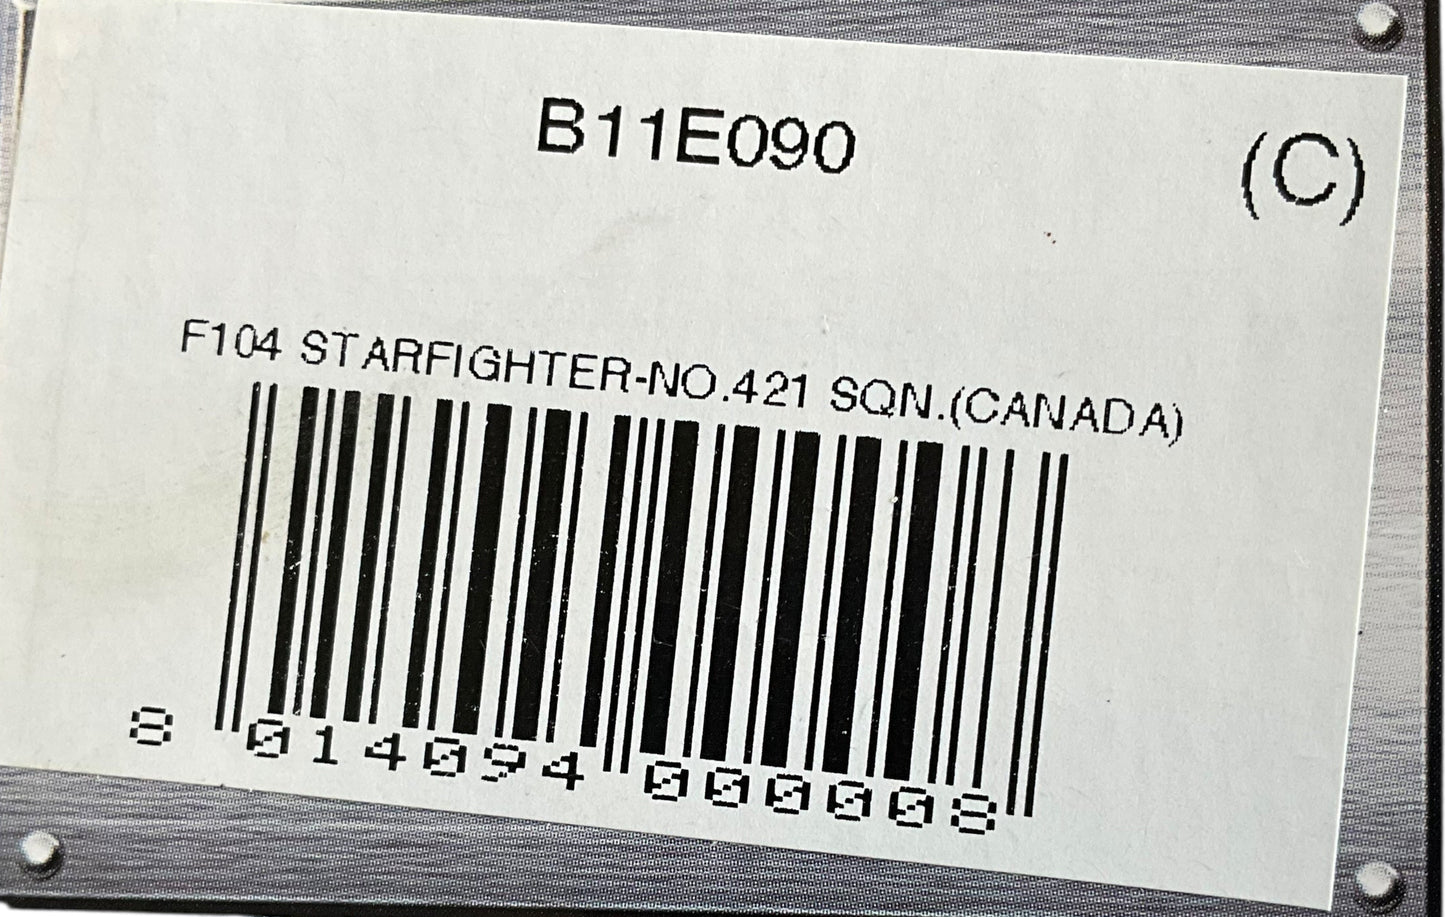 B11E090
(C)
F104 STARFIGHTER-NO.421 SQN.(CANADA)
8 014094 000008